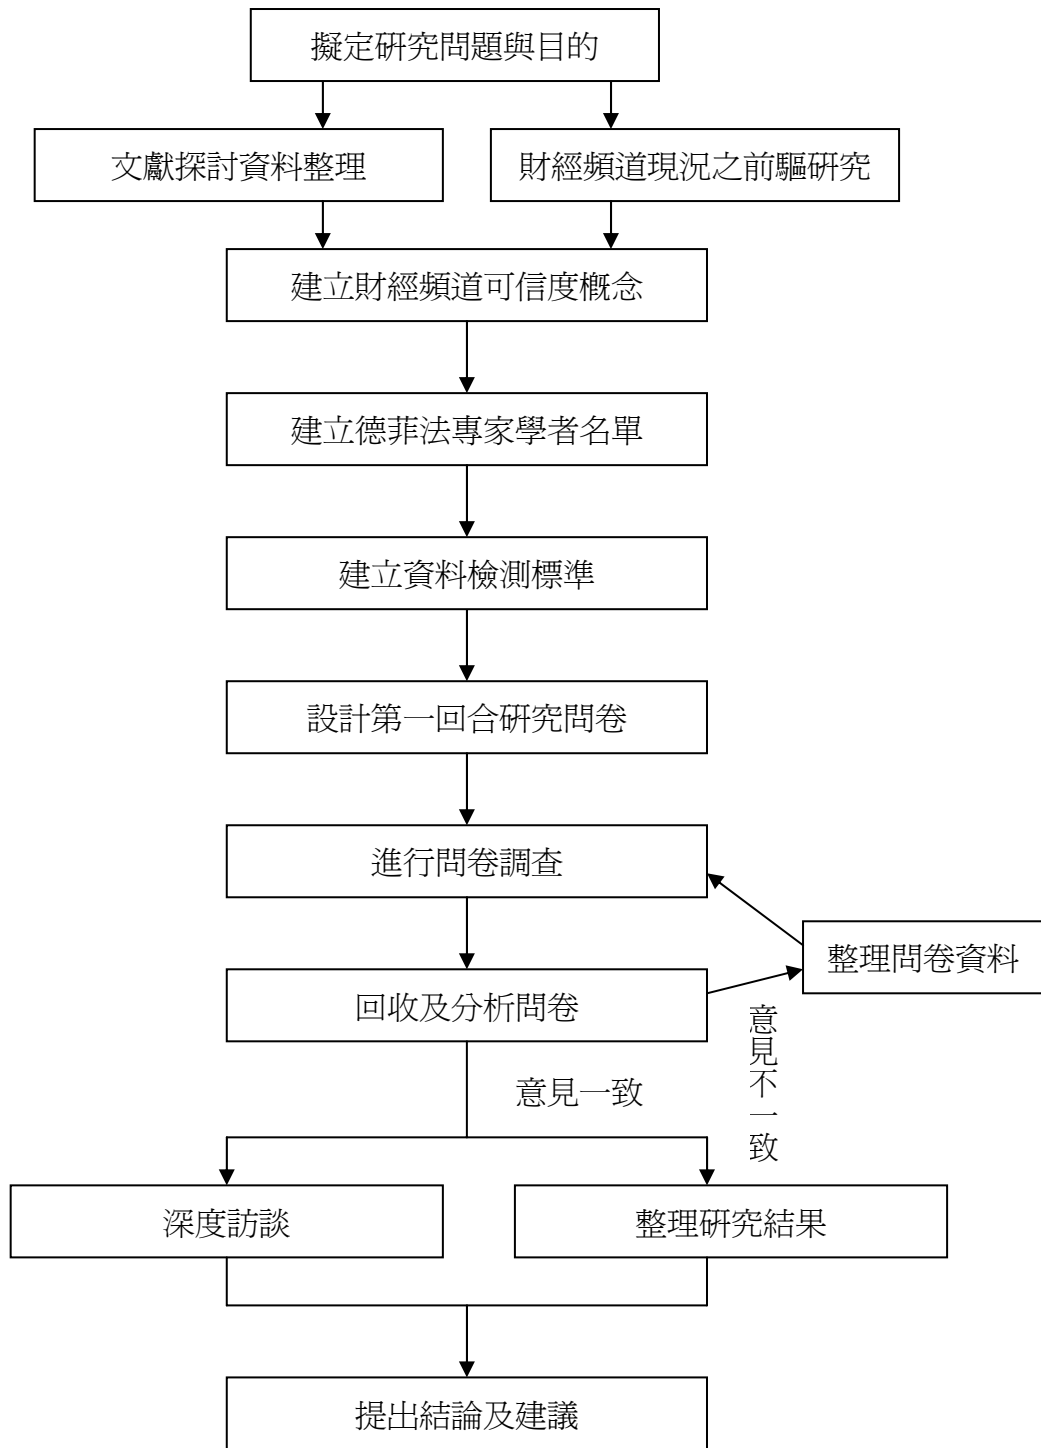 擬定研究問題與目的
文獻探討資料整理
財經頻道現況之前驅研究
建立財經頻道可信度概念
建立德菲法專家學者名單
建立資料檢測標準
設計第一回合研究問卷
進行問卷調查
整理問卷資料
回收及分析問卷
意見不一致
意見一致
深度訪談
整理研究結果
提出結論及建議